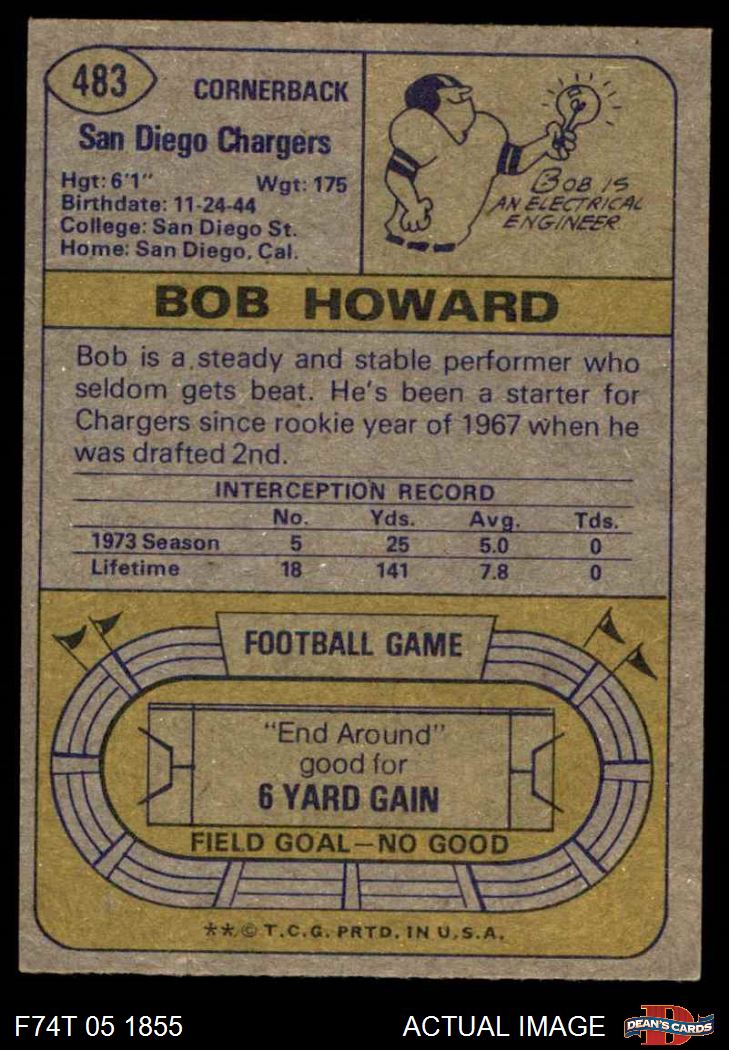 483
CORNERBACK
San Diego Chargers
Hgt: 6'1" Wgt: 175
Birthdate: 11-24-44
College: San Diego St.
Home: San Diego, Cal.
BOB IS
AN ELECTRICAL
ENGINEER
BOB HOWARD
Bob is a steady and stable performer who
seldom gets beat. He's been a starter for
Chargers since rookie year of 1967 when he
was drafted 2nd.
INTERCEPTION RECORD
No. Yds. Avg. Tds.
1973 Season 5 25 5.0 0
Lifetime 18 141 7.8 0
FOOTBALL GAME
"End Around"
good for
6 YARD GAIN
FIELD GOAL—NO GOOD
**© T.C.G. PRTD. IN U.S.A.
F74T 05 1855 ACTUAL IMAGE
D
DEAN'S CARDS